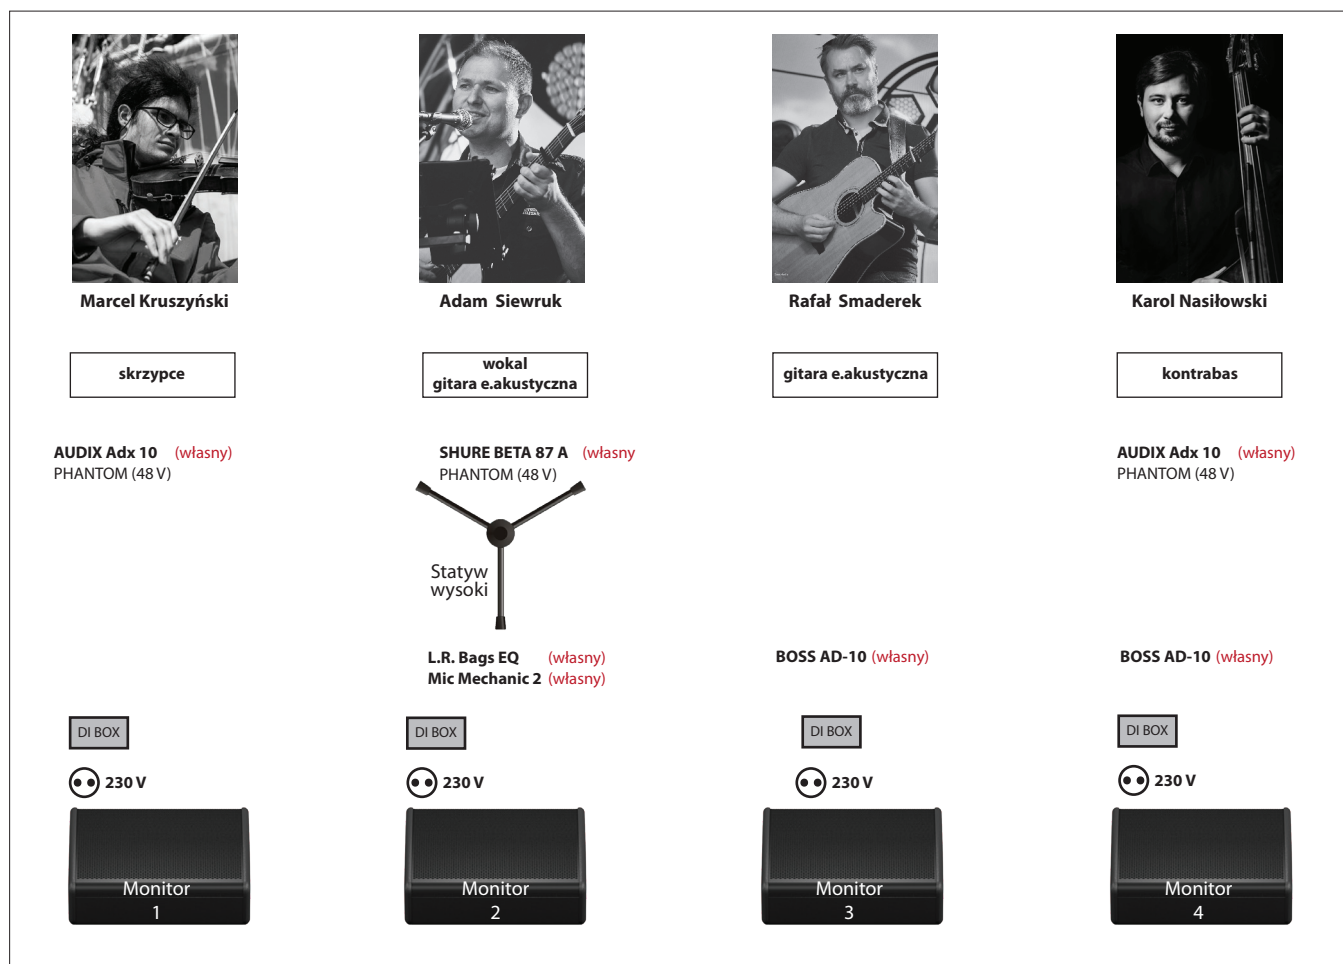 Marcel Kruszyński
Adam Siewruk
Rafał Smaderek
Karol Nasiłowski
skrzypce
wokal
gitara e.akustyczna
gitara e.akustyczna
kontrabas
AUDIX Adx 10 (własny)
PHANTOM (48 V)
SHURE BETA 87 A (własny
PHANTOM (48 V)
AUDIX Adx 10 (własny)
PHANTOM (48 V)
Statyw
wysoki
L.R. Bags EQ (własny)
Mic Mechanic 2 (własny)
BOSS AD-10 (własny)
BOSS AD-10 (własny)
DI BOX
DI BOX
DI BOX
DI BOX
230 V
230 V
230 V
230 V
Monitor
1
Monitor
2
Monitor
3
Monitor
4